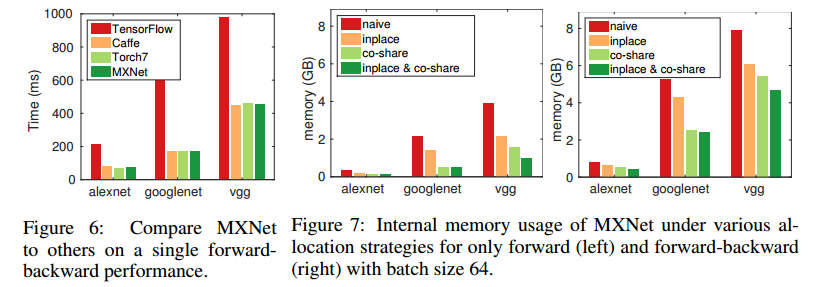 1000
800
600
400
200
0
Time (ms)
TensorFlow
Caffe
Torch7
MXNet
alexnet googlenet vgg
8
6
4
2
0
memory (GB)
naive
inplace
co-share
inplace & co-share
alexnet googlenet vgg
8
6
4
2
0
memory (GB)
naive
inplace
co-share
inplace & co-share
alexnet googlenet vgg
Figure 6: Compare MXNet
to others on a single forward-
backward performance.
Figure 7: Internal memory usage of MXNet under various al-
location strategies for only forward (left) and forward-backward
(right) with batch size 64.